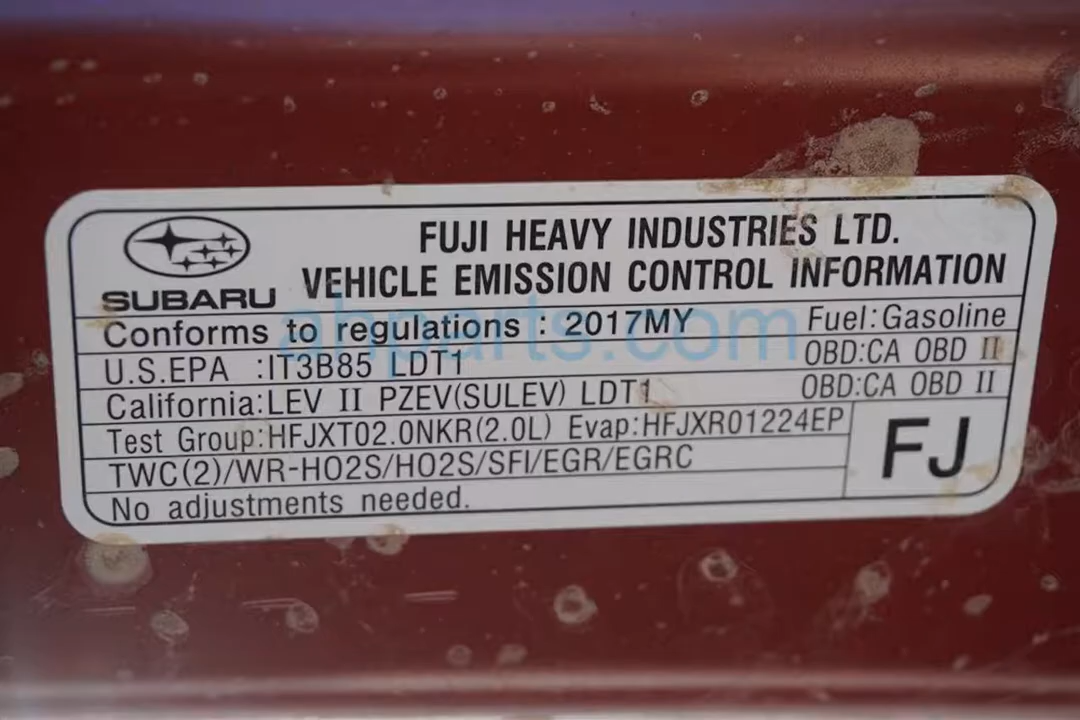 FUJI HEAVY INDUSTRIES LTD.
SUBARU VEHICLE EMISSION CONTROL INFORMATION
Conforms to regulations : 2017MY Fuel:Gasoline
U.S.EPA :IT3B85 LDT1 OBD:CA OBD II
California:LEV II PZEV(SULEV) LDT1 OBD:CA OBD II
Test Group:HFJXT02.0NKR(2.0L) Evap:HFJXR01224EP
TWC(2)/WR-HO2S/HO2S/SFI/EGR/EGRC
No adjustments needed.
FJ
ahparts.com